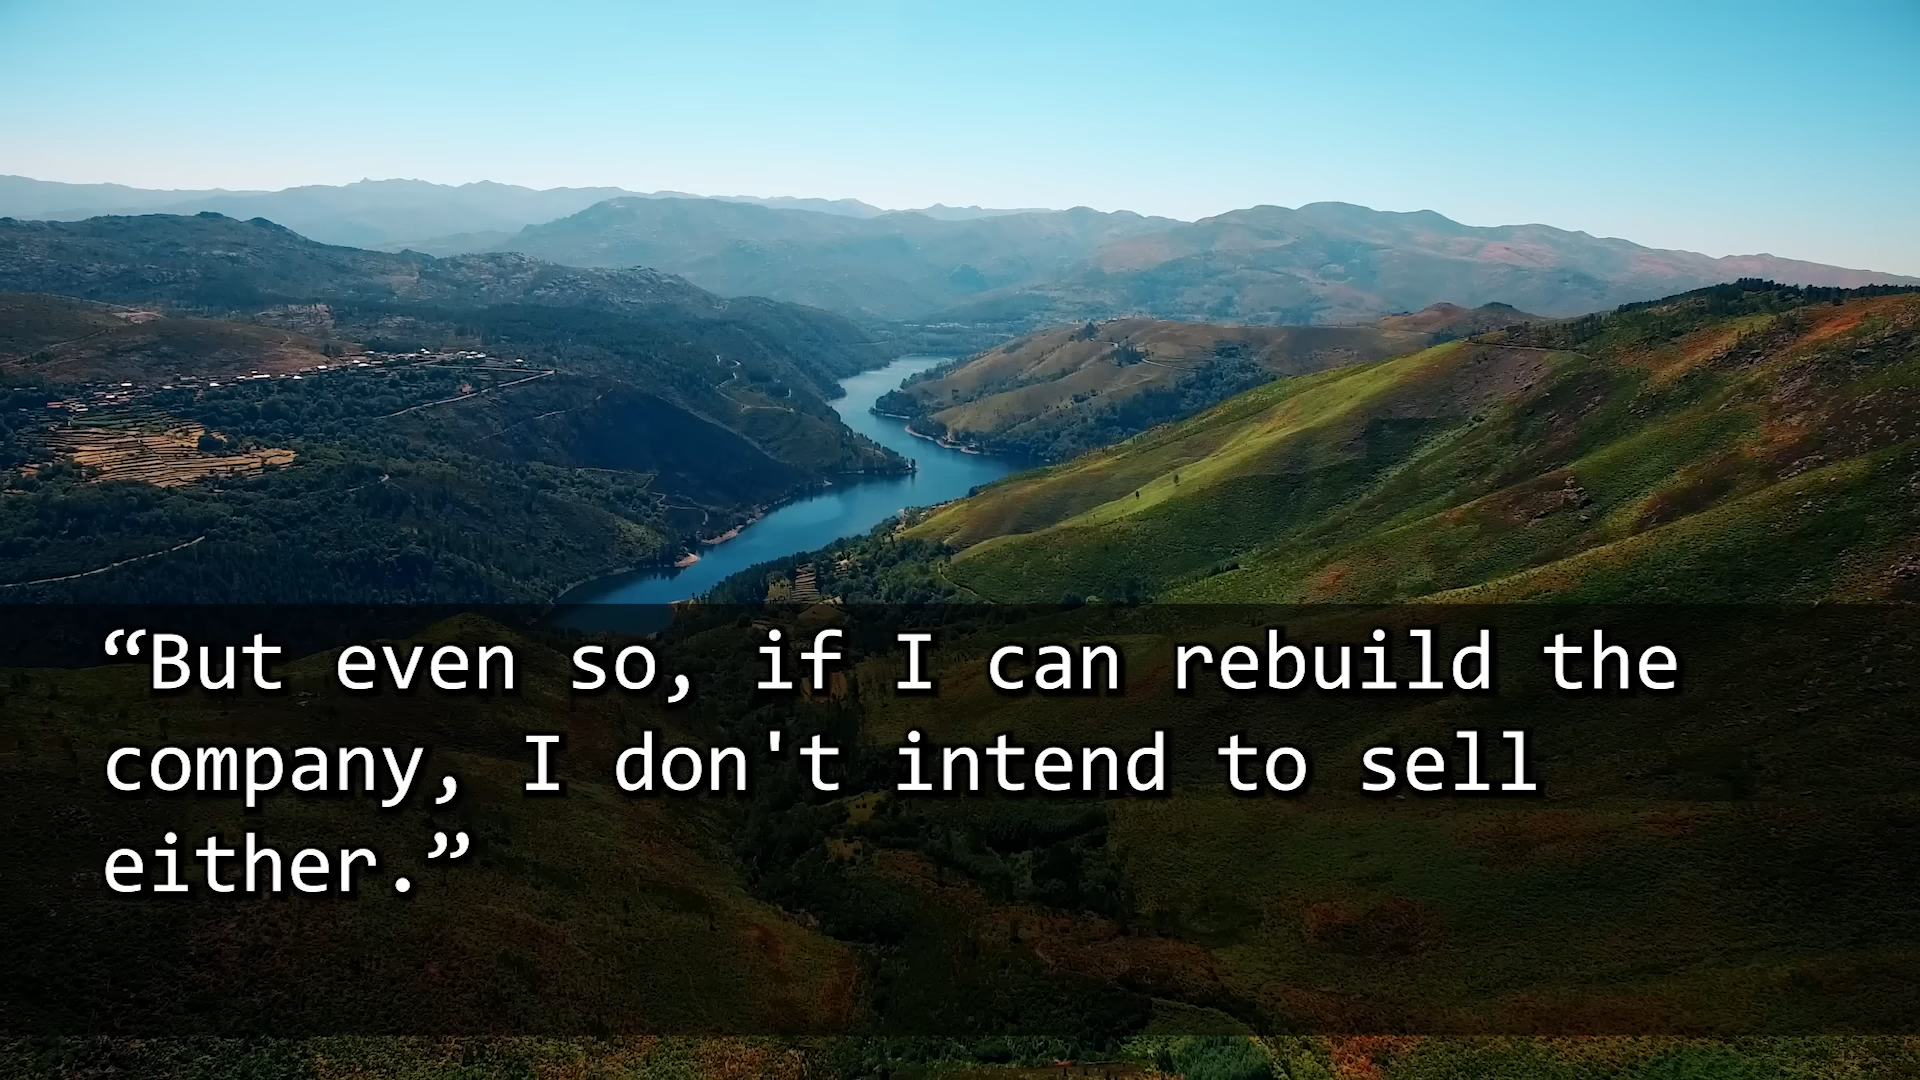 “But even so, if I can rebuild the
company, I don't intend to sell
either.”